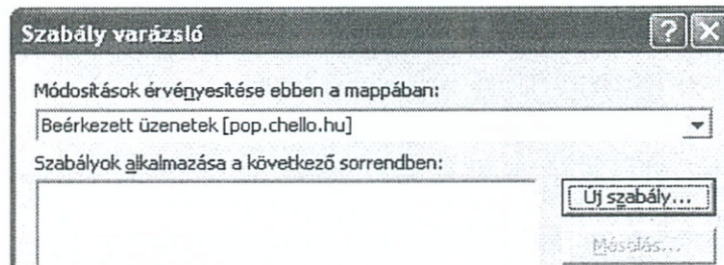 Szabály varázsló
Módosítások érvényesítése ebben a mappában:
Beérkezett üzenetek [pop.chello.hu]
Szabályok alkalmazása a következő sorrendben:
Új szabály...
Másolás...